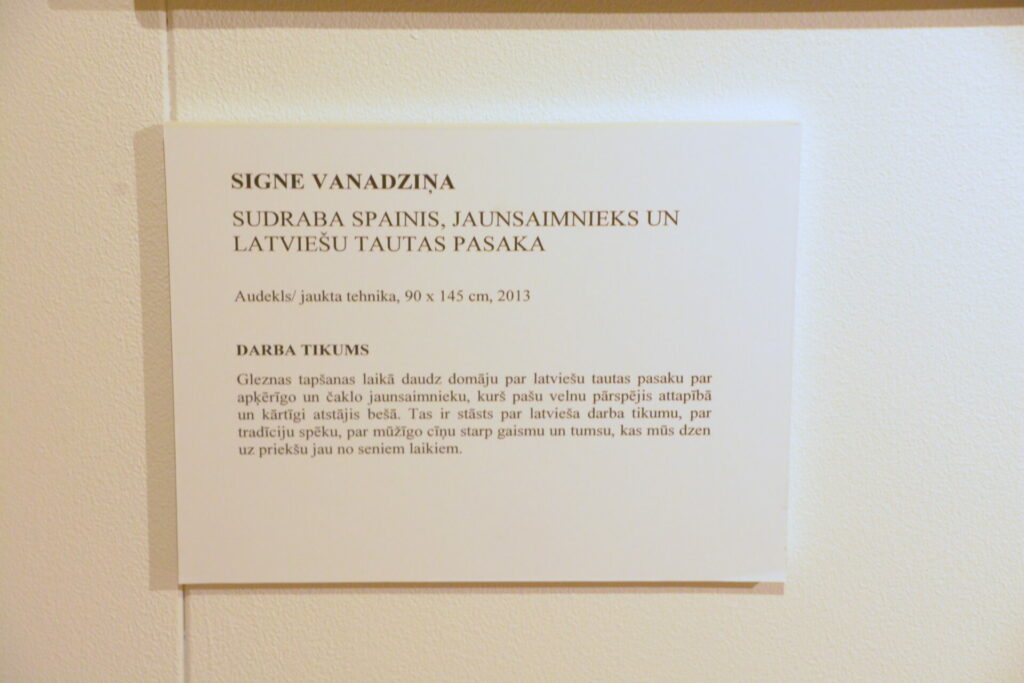 SIGNE VANADZIŅA
SUDRABA SPAINIS, JAUNSAIMNIEKS UN
LATVIEŠU TAUTAS PASAKA
Audekls/ jaukta tehnika, 90 x 145 cm, 2013
DARBA TIKUMS
Gleznas tapšanas laikā daudz domāju par latviešu tautas pasaku par
apķērīgo un čaklo jaunsaimnieku, kurš pašu velnu pārspējis attapībā
un kārtīgi atstājis bešā. Tas ir stāsts par latvieša darba tikumu, par
tradīciju spēku, par mūžīgo cīņu starp gaismu un tumsu, kas mūs dzen
uz priekšu jau no seniem laikiem.